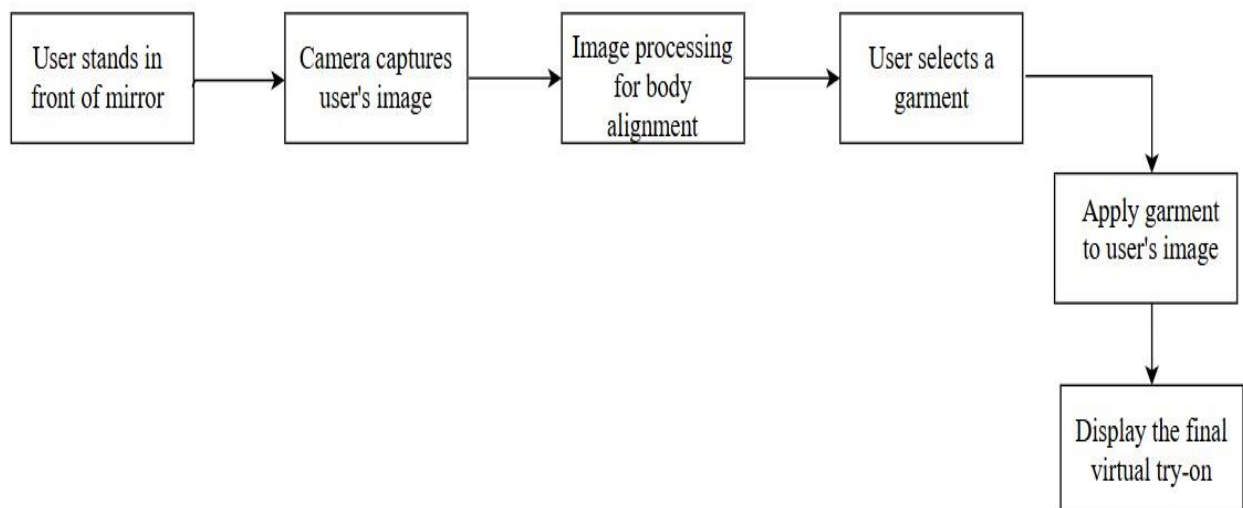 User stands in
front of mirror
Camera captures
user's image
Image processing
for body
alignment
User selects a
garment
Apply garment
to user's image
Display the final
virtual try-on